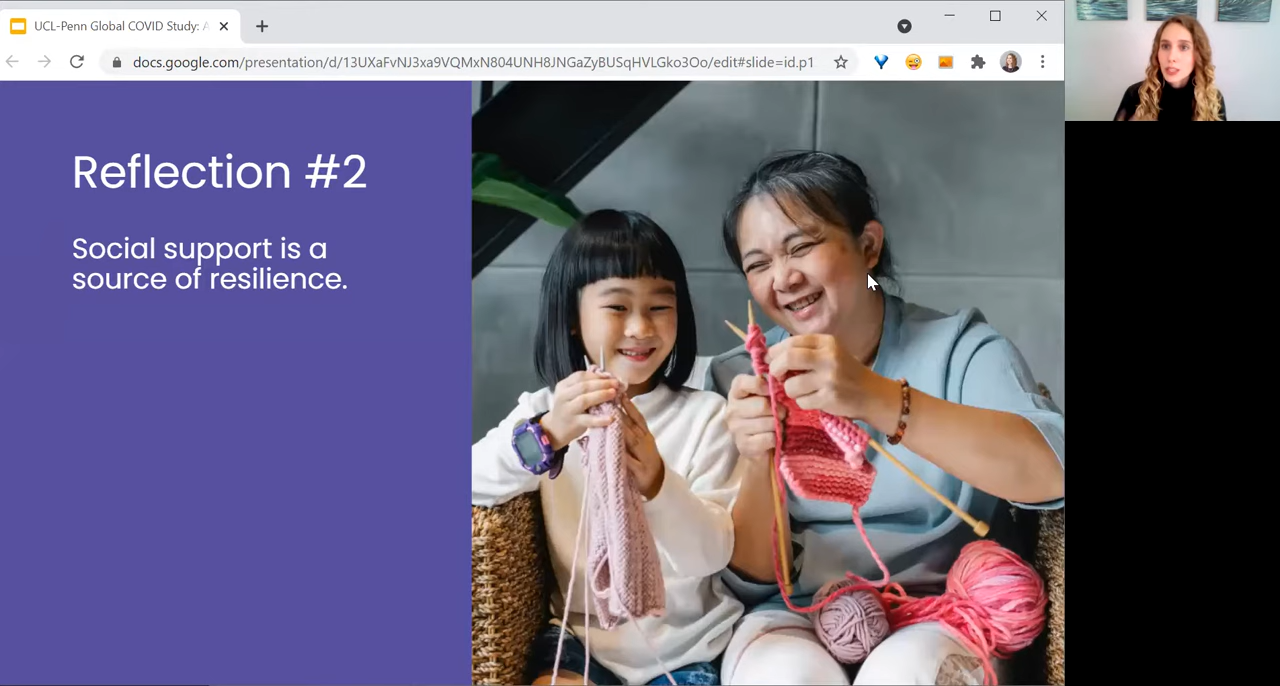 UCL-Penn Global COVID Study: A
docs.google.com/presentation/d/13UXaFvNJ3xa9VQMxN804UNH8JNGaZyBUSqHVLGko3Oo/edit#slide=id.p1
Reflection #2
Social support is a
source of resilience.